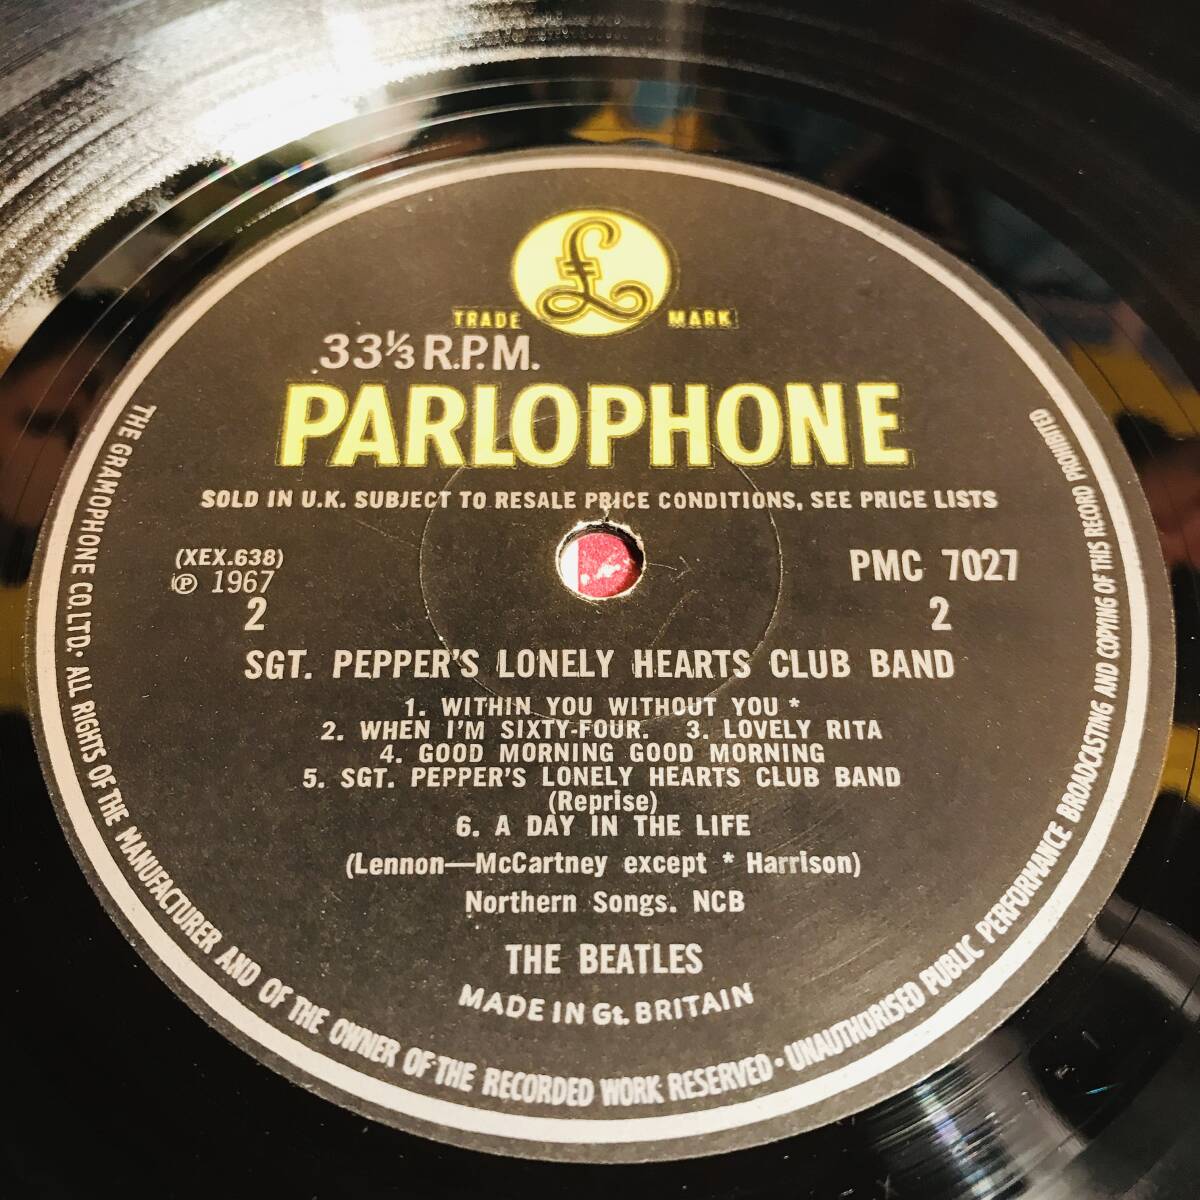 £
TRADE MARK
33⅓ R.P.M.
PARLOPHONE
SOLD IN U.K. SUBJECT TO RESALE PRICE CONDITIONS, SEE PRICE LISTS
(XEX.638)
℗ 1967
2
PMC 7027
2
SGT. PEPPER'S LONELY HEARTS CLUB BAND
1. WITHIN YOU WITHOUT YOU *
2. WHEN I'M SIXTY-FOUR. 3. LOVELY RITA
4. GOOD MORNING GOOD MORNING
5. SGT. PEPPER'S LONELY HEARTS CLUB BAND
(Reprise)
6. A DAY IN THE LIFE
(Lennon—McCartney except * Harrison)
Northern Songs. NCB
THE BEATLES
MADE IN Gt. BRITAIN
THE GRAMOPHONE CO. LTD. · ALL RIGHTS OF THE MANUFACTURER AND OF THE OWNER OF THE RECORDED WORK RESERVED · UNAUTHORISED PUBLIC PERFORMANCE BROADCASTING AND COPYING OF THIS RECORD PROHIBITED